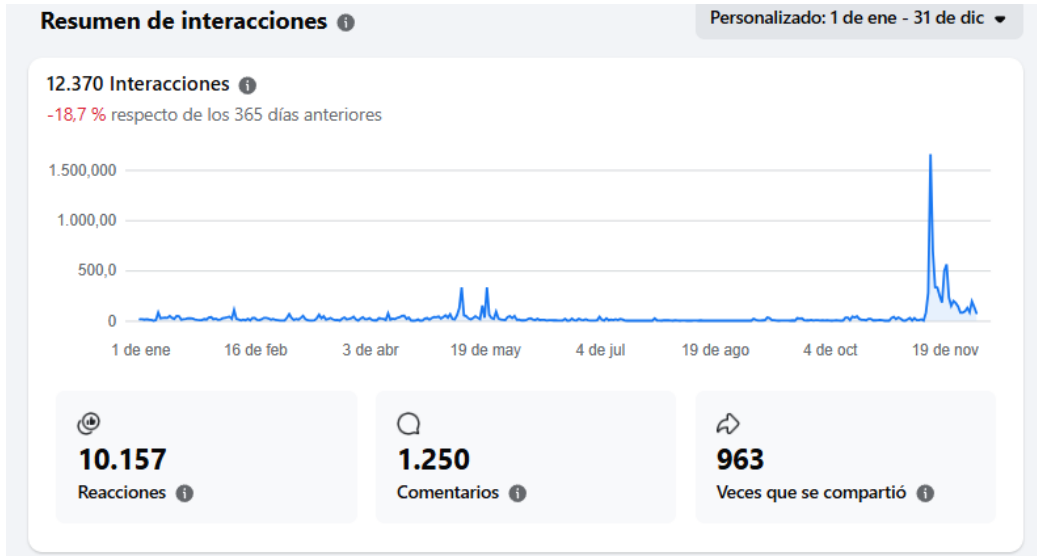 Resumen de interacciones
Personalizado: 1 de ene - 31 de dic
12.370 Interacciones
-18,7 % respecto de los 365 días anteriores
1.500,000
1.000,00
500,0
0
1 de ene 16 de feb 3 de abr 19 de may 4 de jul 19 de ago 4 de oct 19 de nov
10.157 1.250 963
Reacciones Comentarios Veces que se compartió